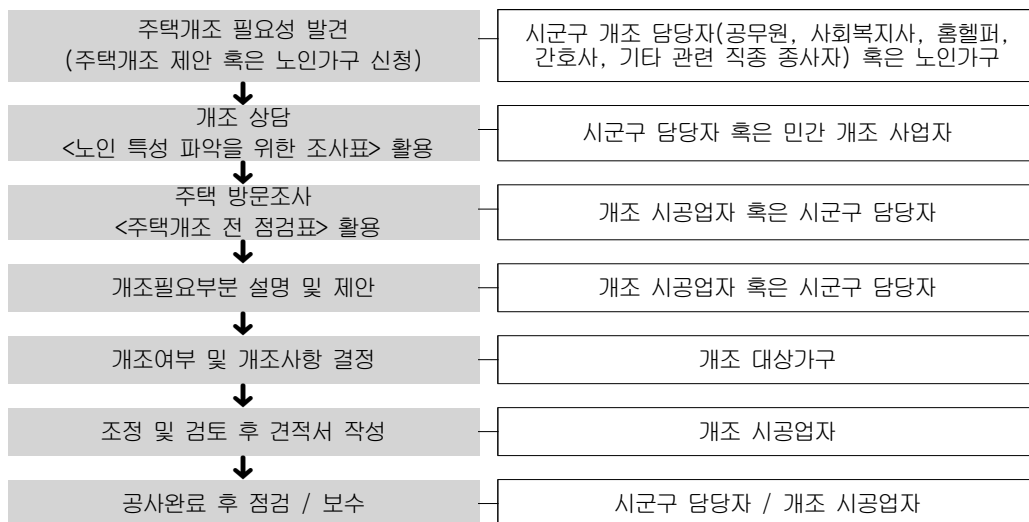 주택개조 필요성 발견
(주택개조 제안 혹은 노인가구 신청)
시군구 개조 담당자(공무원, 사회복지사, 홈헬퍼,
간호사, 기타 관련 직종 종사자) 혹은 노인가구
개조 상담
<노인 특성 파악을 위한 조사표> 활용
시군구 담당자 혹은 민간 개조 사업자
주택 방문조사
<주택개조 전 점검표> 활용
개조 시공업자 혹은 시군구 담당자
개조필요부분 설명 및 제안
개조 시공업자 혹은 시군구 담당자
개조여부 및 개조사항 결정
개조 대상가구
조정 및 검토 후 견적서 작성
개조 시공업자
공사완료 후 점검 / 보수
시군구 담당자 / 개조 시공업자